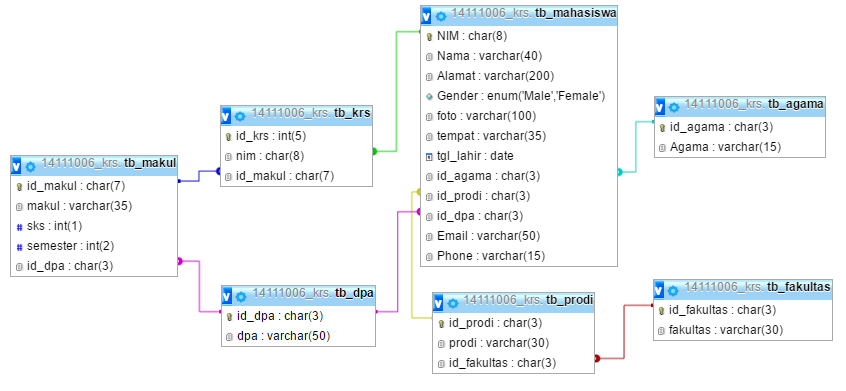 14111006_krs. tb_mahasiswa
NIM : char(8)
Nama : varchar(40)
Alamat : varchar(200)
Gender : enum('Male','Female')
foto : varchar(100)
tempat : varchar(35)
tgl_lahir : date
id_agama : char(3)
id_prodi : char(3)
id_dpa : char(3)
Email : varchar(50)
Phone : varchar(15)
14111006_krs. tb_agama
id_agama : char(3)
Agama : varchar(15)
14111006_krs. tb_krs
id_krs : int(5)
nim : char(8)
id_makul : char(7)
14111006_krs. tb_makul
id_makul : char(7)
makul : varchar(35)
sks : int(1)
semester : int(2)
id_dpa : char(3)
14111006_krs. tb_dpa
id_dpa : char(3)
dpa : varchar(50)
14111006_krs. tb_prodi
id_prodi : char(3)
prodi : varchar(30)
id_fakultas : char(3)
14111006_krs. tb_fakultas
id_fakultas : char(3)
fakultas : varchar(30)